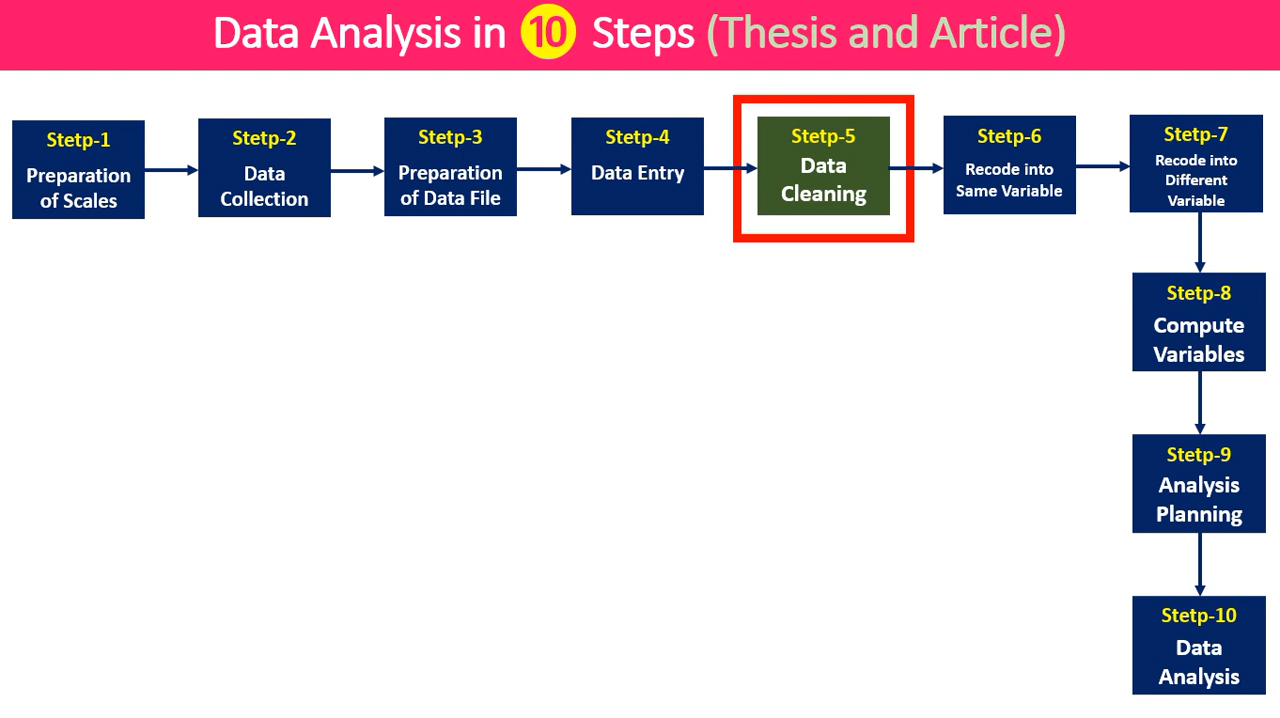 Data Analysis in 10 Steps (Thesis and Article)
Stetp-1
Preparation
of Scales
Stetp-2
Data
Collection
Stetp-3
Preparation
of Data File
Stetp-4
Data Entry
Stetp-5
Data
Cleaning
Stetp-6
Recode into
Same Variable
Stetp-7
Recode into
Different
Variable
Stetp-8
Compute
Variables
Stetp-9
Analysis
Planning
Stetp-10
Data
Analysis